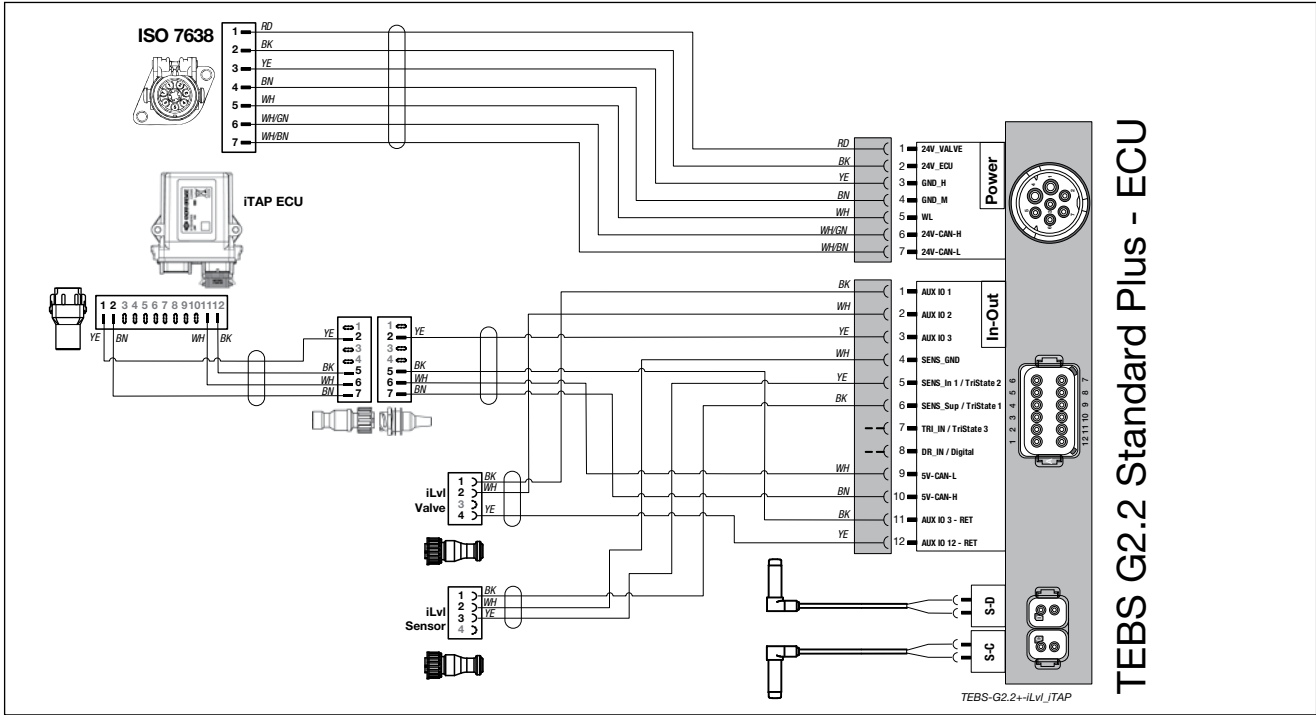 ISO 7638
1 RD
2 BK
3 YE
4 BN
5 WH
6 WH/GN
7 WH/BN
iTAP ECU
1 2 3 4 5 6 7 8 9 10 11 12
YE BN WH BK
1
2 YE
3
4
5 BK
6 WH
7 BN
1
2 YE
3
4
5 BK
6 WH
7 BN
iLvl
Valve
1 BK
2 WH
3
4 YE
iLvl
Sensor
1 BK
2 WH
3 YE
4
Power
RD 1 24V_VALVE
BK 2 24V_ECU
YE 3 GND_H
BN 4 GND_M
WH 5 WL
WH/GN 6 24V-CAN-H
WH/BN 7 24V-CAN-L
In-Out
BK 1 AUX IO 1
WH 2 AUX IO 2
YE 3 AUX IO 3
WH 4 SENS_GND
YE 5 SENS_In 1 / TriState 2
BK 6 SENS_Sup / TriState 1
7 TRI_IN / TriState 3
8 DR_IN / Digital
WH 9 5V-CAN-L
BN 10 5V-CAN-H
BK 11 AUX IO 3 - RET
YE 12 AUX IO 12 - RET
1 2 3 4 5 6
12 11 10 9 8 7
S-D
S-C
TEBS G2.2 Standard Plus - ECU
TEBS-G2.2+-iLvl_iTAP